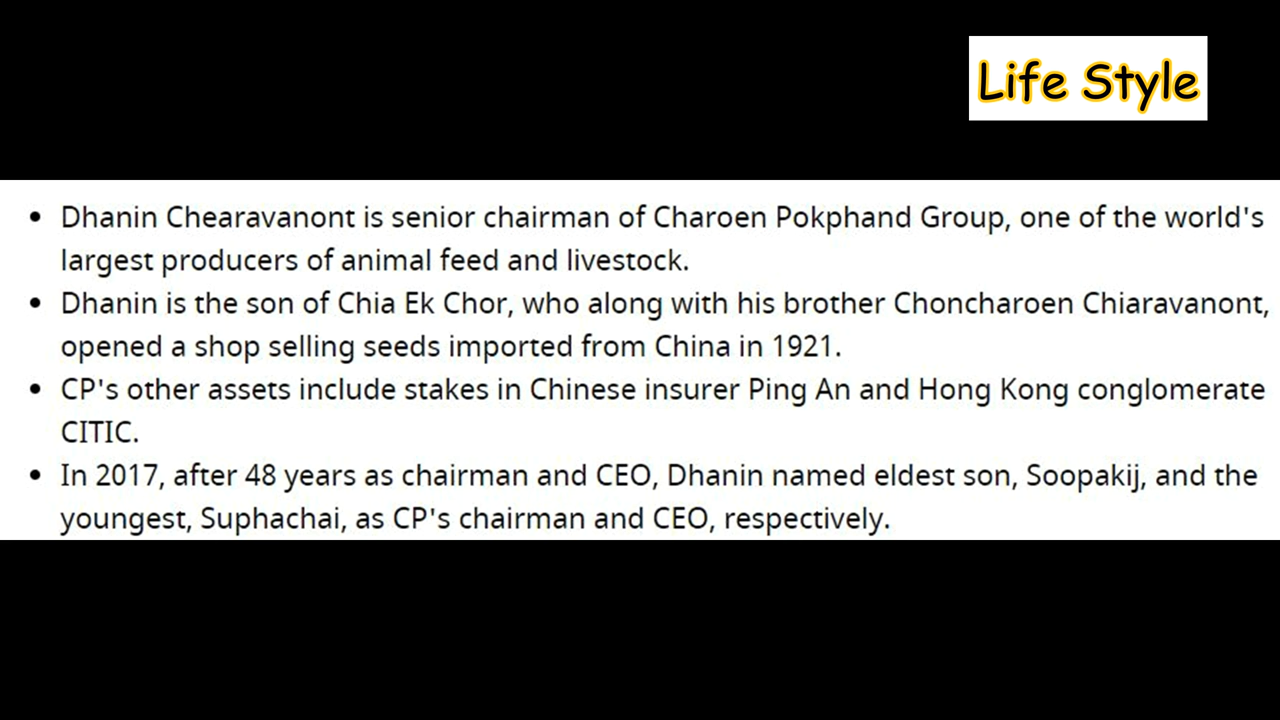 Life Style
• Dhanin Chearavanont is senior chairman of Charoen Pokphand Group, one of the world's
largest producers of animal feed and livestock.
• Dhanin is the son of Chia Ek Chor, who along with his brother Choncharoen Chiaravanont,
opened a shop selling seeds imported from China in 1921.
• CP's other assets include stakes in Chinese insurer Ping An and Hong Kong conglomerate
CITIC.
• In 2017, after 48 years as chairman and CEO, Dhanin named eldest son, Soopakij, and the
youngest, Suphachai, as CP's chairman and CEO, respectively.